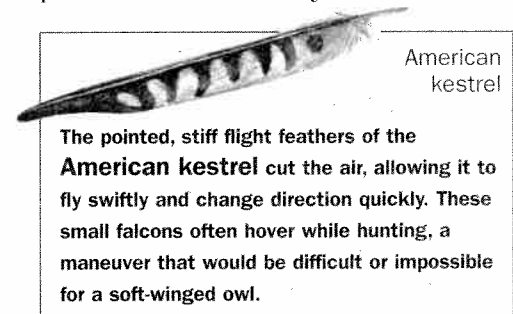 American
kestrel
The pointed, stiff flight feathers of the
American kestrel cut the air, allowing it to
fly swiftly and change direction quickly. These
small falcons often hover while hunting, a
maneuver that would be difficult or impossible
for a soft-winged owl.